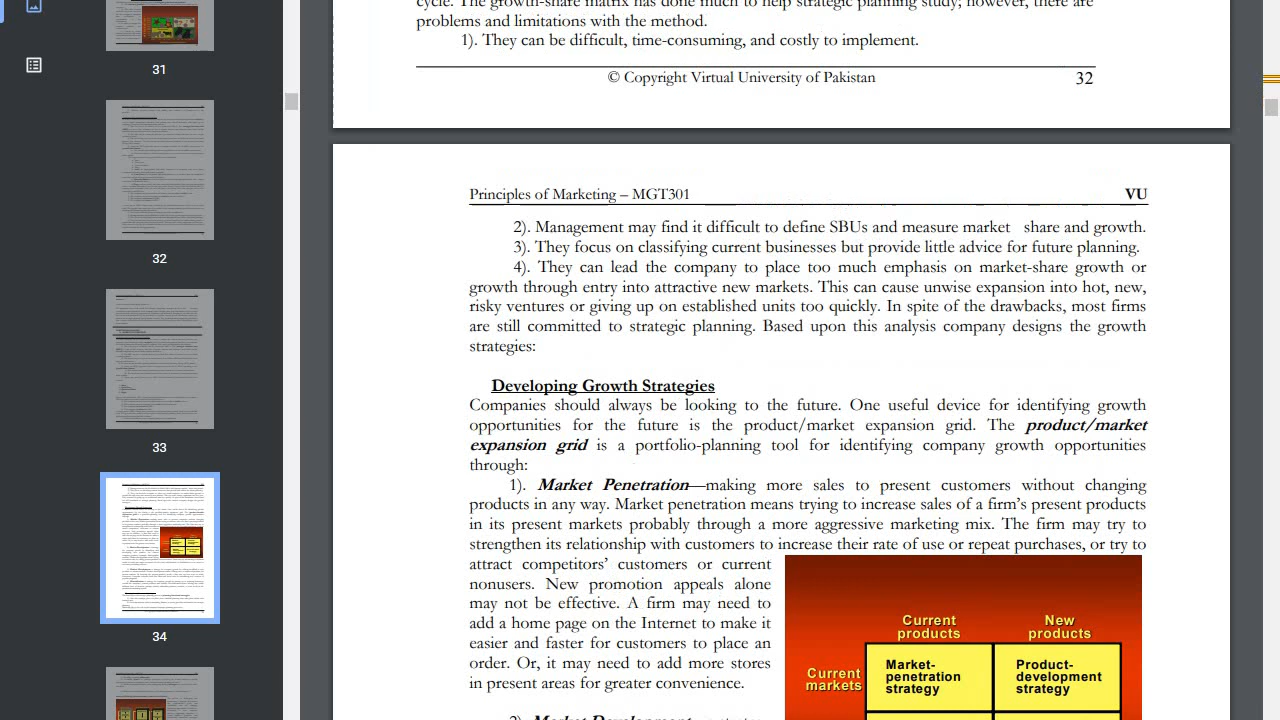 31
32
33
34
cycle. The growth-share matrix has done much to help strategic planning study; however, there are
problems and limitations with the method.
1). They can be difficult, time-consuming, and costly to implement.
© Copyright Virtual University of Pakistan 32
Principles of Marketing – MGT301 VU
2). Management may find it difficult to define SBUs and measure market share and growth.
3). They focus on classifying current businesses but provide little advice for future planning.
4). They can lead the company to place too much emphasis on market-share growth or
growth through entry into attractive new markets. This can cause unwise expansion into hot, new,
risky ventures or giving up on established units to quickly. In spite of the drawbacks, most firms
are still committed to strategic planning. Based on this analysis company designs the growth
strategies:
Developing Growth Strategies
Companies should always be looking to the future. One useful device for identifying growth
opportunities for the future is the product/market expansion grid. The product/market
expansion grid is a portfolio-planning tool for identifying company growth opportunities
through:
1). Market Penetration—making more sales to present customers without changing
products in any way. Market penetration means trying to increase sales of a firm's present products
in its present markets, probably through a more aggressive marketing mix. The firm may try to
strengthen its relationship with customers to increase their rate of use or repeat purchases, or try to
attract competitors' customers or current
nonusers. New promotion appeals alone
may not be effective. A firm may need to
add a home page on the Internet to make it
easier and faster for customers to place an
order. Or, it may need to add more stores
in present areas for greater convenience.
2). Market Development
Current products
New products
Current markets
Market-penetration strategy
Product-development strategy